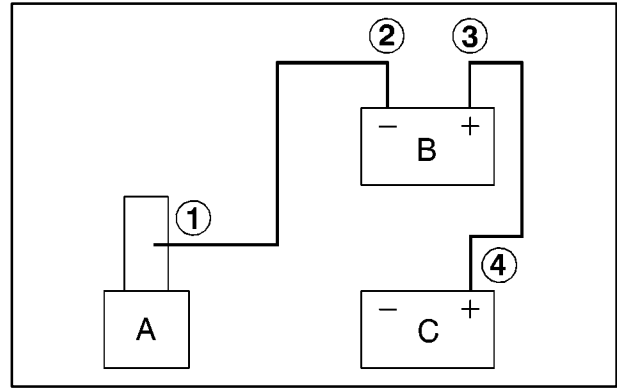 ② ③
− +
B
①
④
A
− +
C